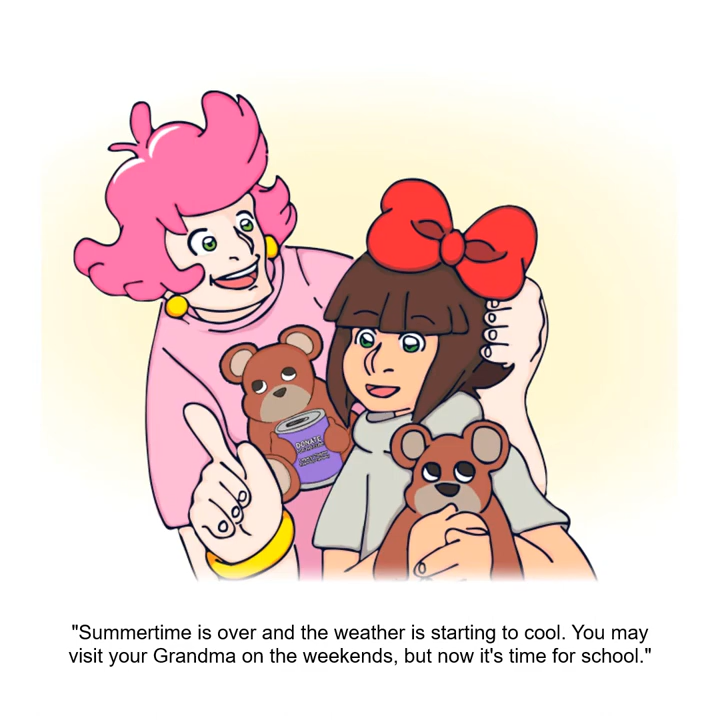 DONATE
"Summertime is over and the weather is starting to cool. You may
visit your Grandma on the weekends, but now it's time for school."